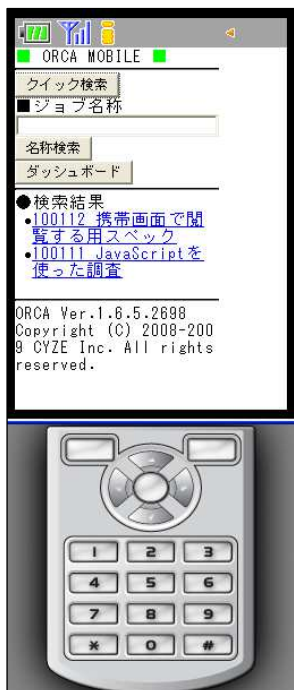 ORCA MOBILE
クイック検索
■ジョブ名称
名称検索
ダッシュボード
●検索結果
•100112 携帯画面で閲
覧する用スペック
•100111 JavaScriptを
使った調査
ORCA Ver.1.6.5.2698
Copyright (C) 2008-200
9 CYZE Inc. All rights
reserved.
1 2 3
4 5 6
7 8 9
* 0 #